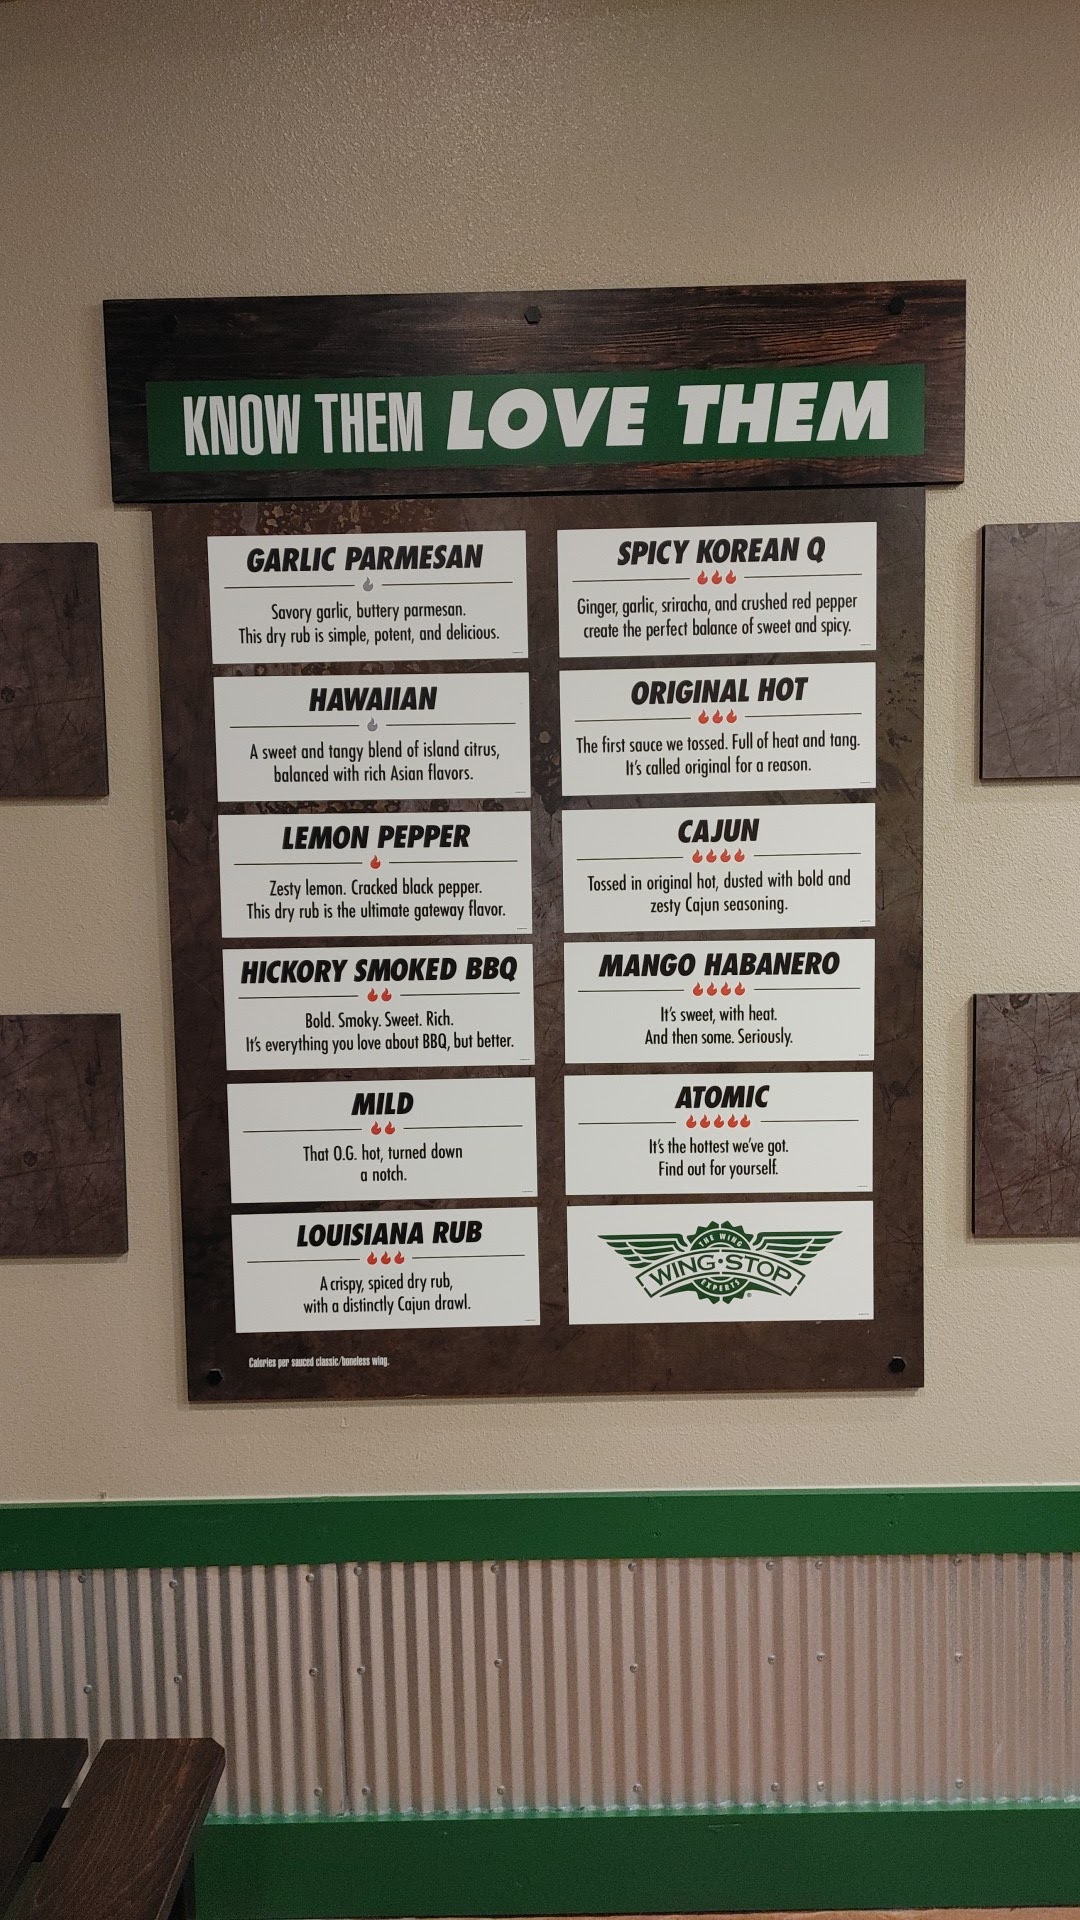 KNOW THEM LOVE THEM
GARLIC PARMESAN
Savory garlic, buttery parmesan.
This dry rub is simple, potent, and delicious.
HAWAIIAN
A sweet and tangy blend of island citrus,
balanced with rich Asian flavors.
LEMON PEPPER
Zesty lemon. Cracked black pepper.
This dry rub is the ultimate gateway flavor.
HICKORY SMOKED BBQ
Bold. Smoky. Sweet. Rich.
It's everything you love about BBQ, but better.
MILD
That O.G. hot, turned down
a notch.
LOUISIANA RUB
A crispy, spiced dry rub,
with a distinctly Cajun drawl.
SPICY KOREAN Q
Ginger, garlic, sriracha, and crushed red pepper
create the perfect balance of sweet and spicy.
ORIGINAL HOT
The first sauce we tossed. Full of heat and tang.
It's called original for a reason.
CAJUN
Tossed in original hot, dusted with bold and
zesty Cajun seasoning.
MANGO HABANERO
It's sweet, with heat.
And then some. Seriously.
ATOMIC
It's the hottest we've got.
Find out for yourself.
THE WING
WING·STOP
EXPERTS
®
Calories per sauced classic/boneless wing.